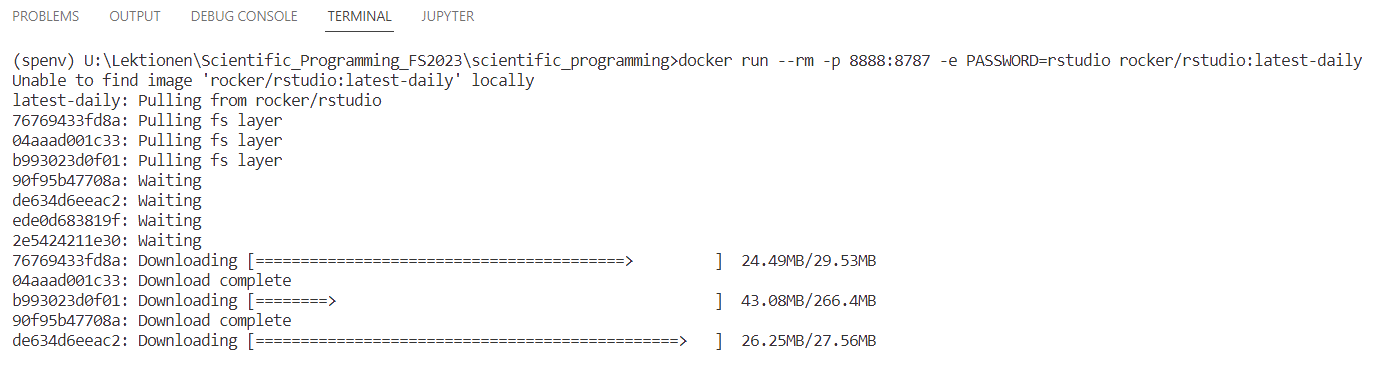 PROBLEMS OUTPUT DEBUG CONSOLE TERMINAL JUPYTER
(spenv) U:\Lektionen\Scientific_Programming_FS2023\scientific_programming>docker run --rm -p 8888:8787 -e PASSWORD=rstudio rocker/rstudio:latest-daily
Unable to find image 'rocker/rstudio:latest-daily' locally
latest-daily: Pulling from rocker/rstudio
76769433fd8a: Pulling fs layer
04aaad001c33: Pulling fs layer
b993023d0f01: Pulling fs layer
90f95b47708a: Waiting
de634d6eeac2: Waiting
ede0d683819f: Waiting
2e5424211e30: Waiting
76769433fd8a: Downloading [=========================================>         ]  24.49MB/29.53MB
04aaad001c33: Download complete
b993023d0f01: Downloading [========>                                          ]  43.08MB/266.4MB
90f95b47708a: Download complete
de634d6eeac2: Downloading [===============================================>   ]  26.25MB/27.56MB